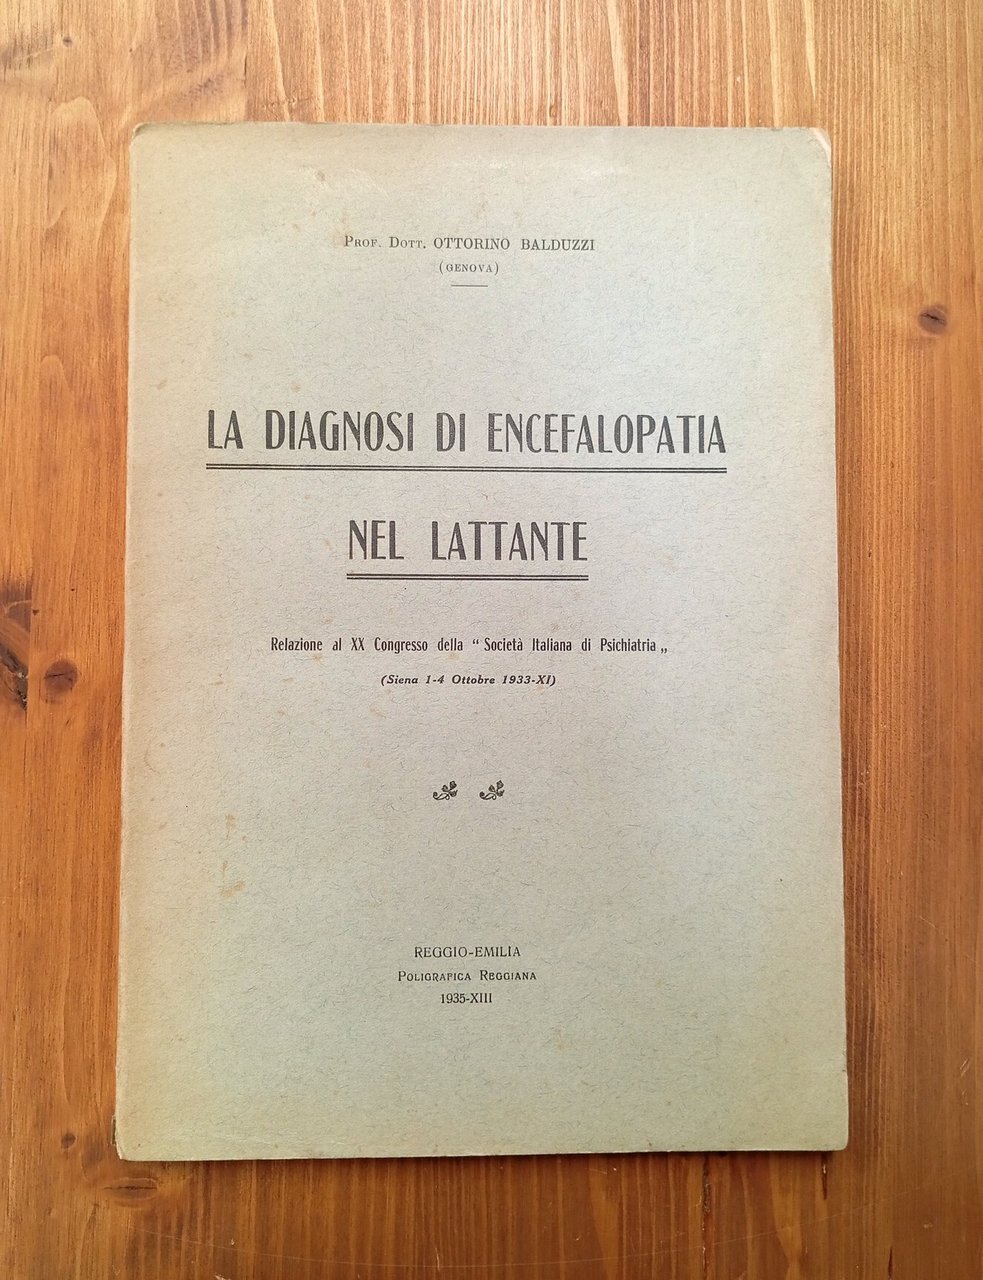 PROF. DOTT. OTTORINO BALDUZZI
(GENOVA)
LA DIAGNOSI DI ENCEFALOPATIA
NEL LATTANTE
Relazione al XX Congresso della “ Società Italiana di Psichiatria „
(Siena 1-4 Ottobre 1933-XI)
REGGIO-EMILIA
POLIGRAFICA REGGIANA
1935-XIII